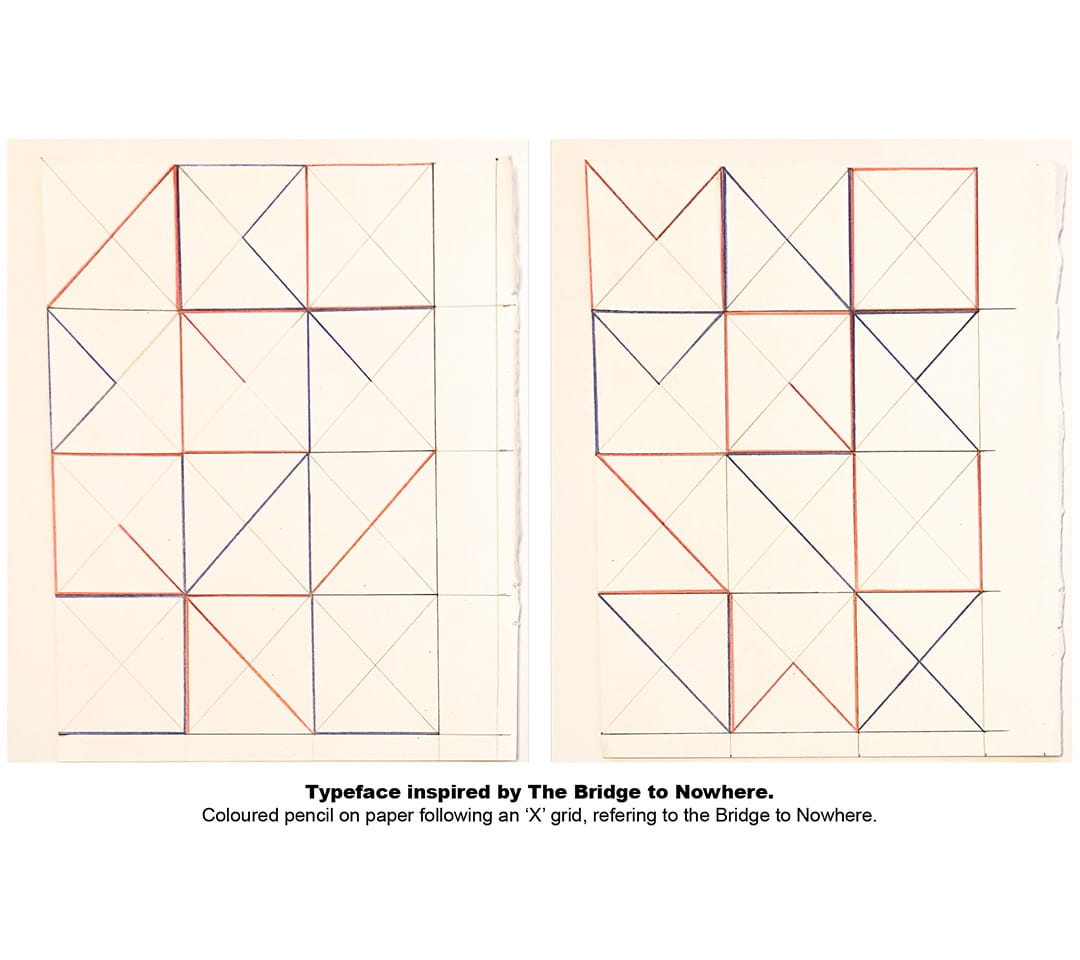 Typeface inspired by The Bridge to Nowhere.
Coloured pencil on paper following an ‘X’ grid, refering to the Bridge to Nowhere.